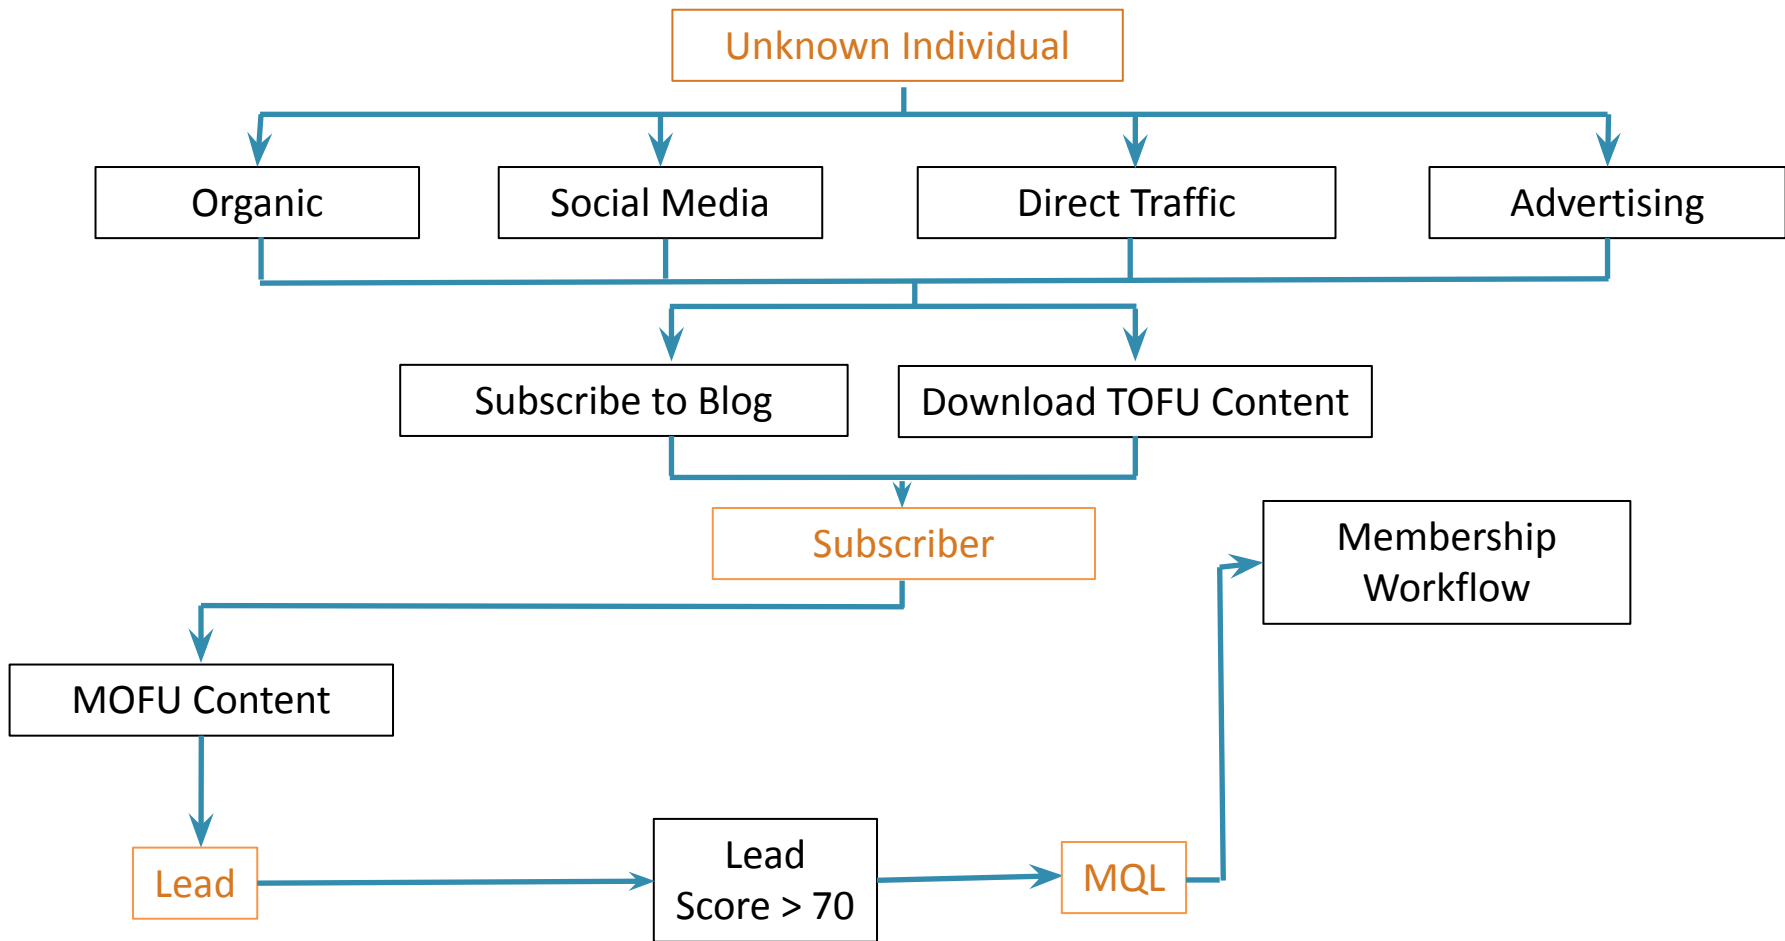 Unknown Individual
Organic
Social Media
Direct Traffic
Advertising
Subscribe to Blog
Download TOFU Content
Subscriber
Membership
Workflow
MOFU Content
Lead
Lead
Score > 70
MQL